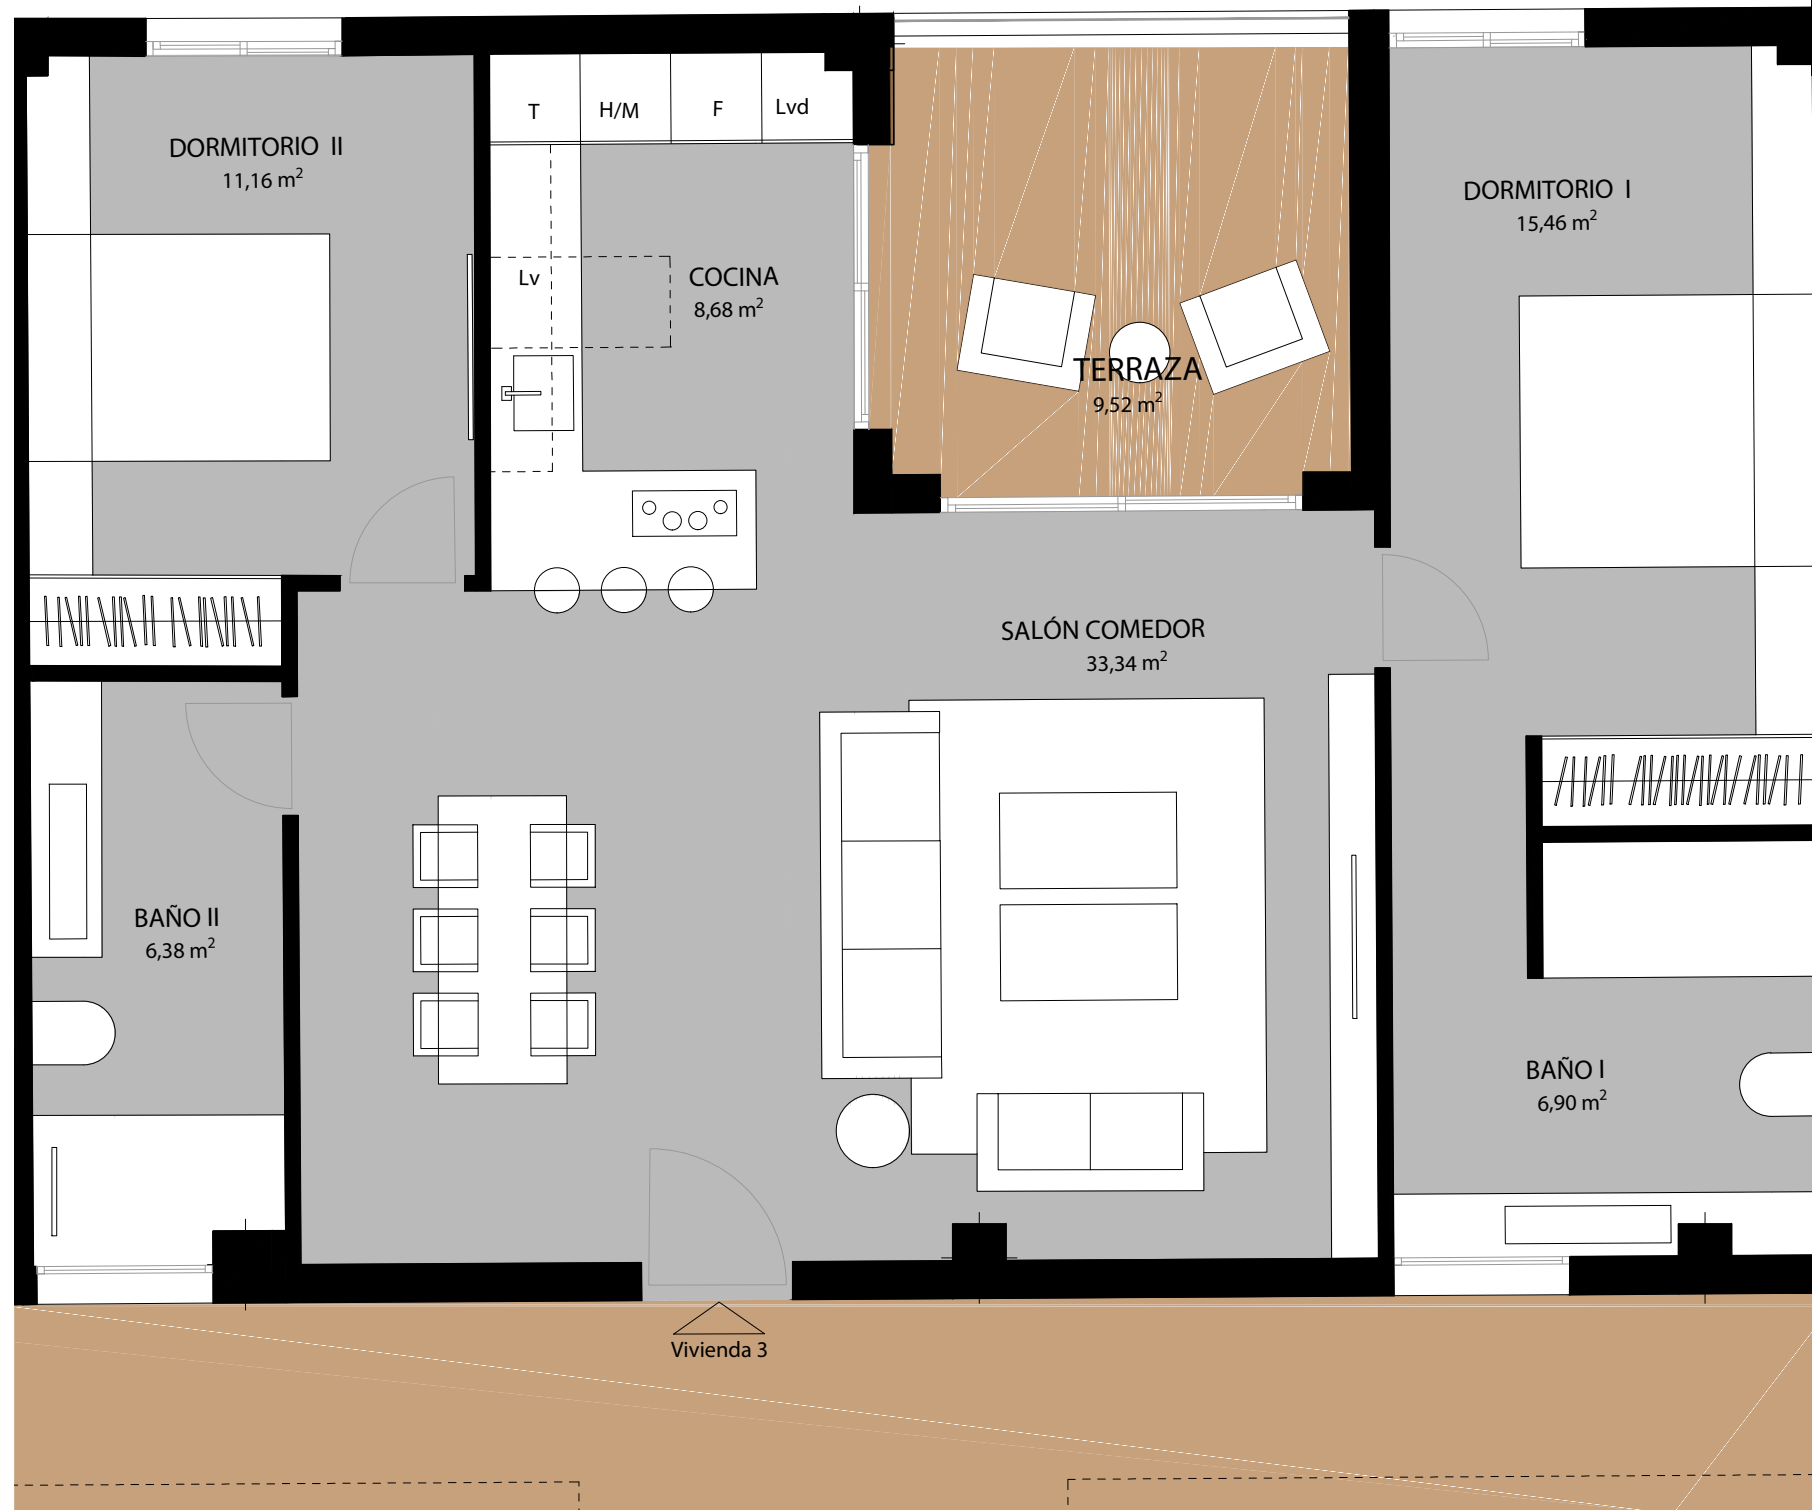 T
H/M
F
Lvd
DORMITORIO II
11,16 m²
DORMITORIO I
15,46 m²
Lv
COCINA
8,68 m²
TERRAZA
9,52 m²
SALÓN COMEDOR
33,34 m²
BAÑO II
6,38 m²
BAÑO I
6,90 m²
Vivienda 3